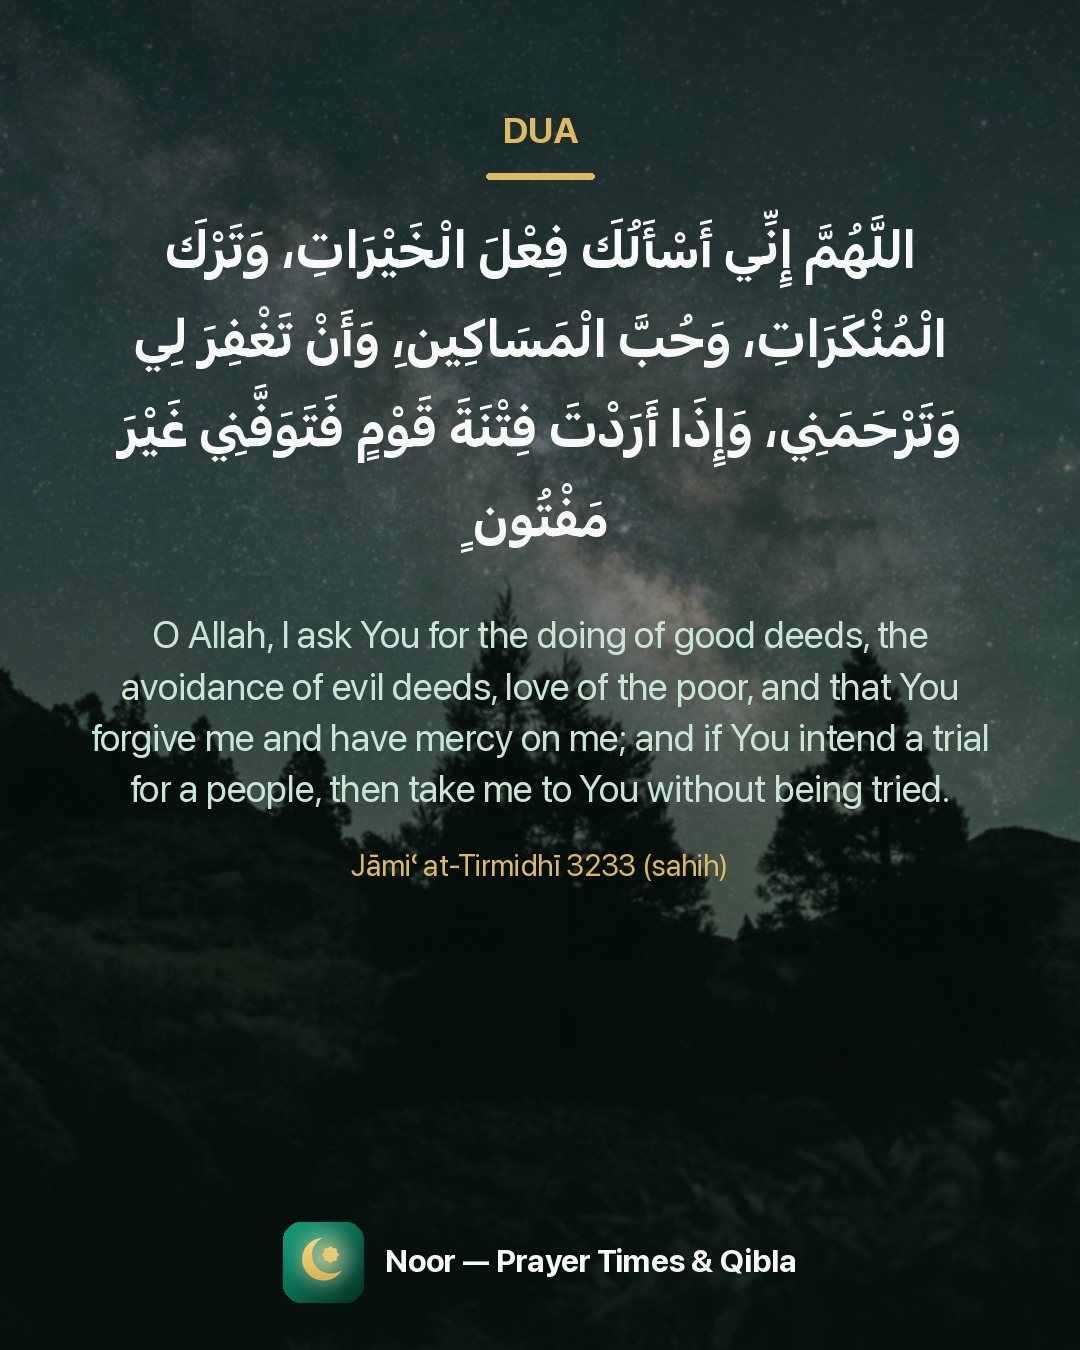 DUA
اللَّهُمَّ إِنِّي أَسْأَلُكَ فِعْلَ الْخَيْرَاتِ، وَتَرْكَ
الْمُنْكَرَاتِ، وَحُبَّ الْمَسَاكِينِ، وَأَنْ تَغْفِرَ لِي
وَتَرْحَمَنِي، وَإِذَا أَرَدْتَ فِتْنَةَ قَوْمٍ فَتَوَفَّنِي غَيْرَ
مَفْتُونٍ
O Allah, I ask You for the doing of good deeds, the
avoidance of evil deeds, love of the poor, and that You
forgive me and have mercy on me; and if You intend a trial
for a people, then take me to You without being tried.
Jāmiʿ at-Tirmidhī 3233 (sahih)
Noor — Prayer Times & Qibla